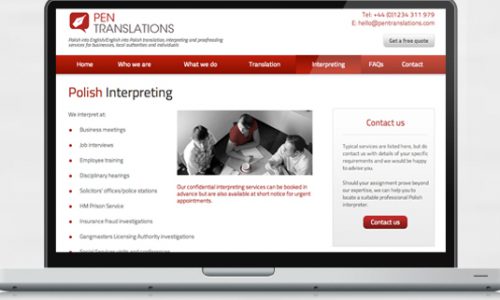 PEN
TRANSLATIONS
Polish into English/English into Polish translation, interpreting and proofreading
services for businesses, local authorities and individuals
Tel: +44 (0)1234 311 979
E: hello@pentranslations.com
Get a free quote
Home Who we are What we do Translation Interpreting FAQs Contact
Polish Interpreting
We interpret at:
Business meetings
Job interviews
Employee training
Disciplinary hearings
Solicitors' offices/police stations
HM Prison Service
Insurance fraud investigations
Gangmasters Licensing Authority investigations
Social Services visits and conferences
Our confidential interpreting services can be booked in
advance but are also available at short notice for urgent
appointments.
Contact us
Typical services are listed here, but do
contact us with details of your specific
requirements and we would be happy
to advise you.
Should your assignment prove beyond
our expertise, we can help you to
locate a suitable professional Polish
interpreter.
Contact us